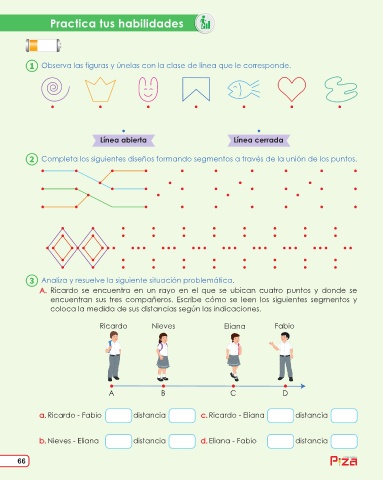 Practica tus habilidades
1 Observa las figuras y únelas con la clase de línea que le corresponde.
Línea abierta Línea cerrada
2 Completa los siguientes diseños formando segmentos a través de la unión de los puntos.
3 Analiza y resuelve la siguiente situación problemática.
A. Ricardo se encuentra en un rayo en el que se ubican cuatro puntos y donde se
encuentran sus tres compañeros. Escribe cómo se leen los siguientes segmentos y
coloca la medida de sus distancias según las indicaciones.
Ricardo Nieves Eliana Fabio
A B C D
a. Ricardo - Fabio distancia c. Ricardo - Eliana distancia
b. Nieves - Eliana distancia d. Eliana - Fabio distancia
66